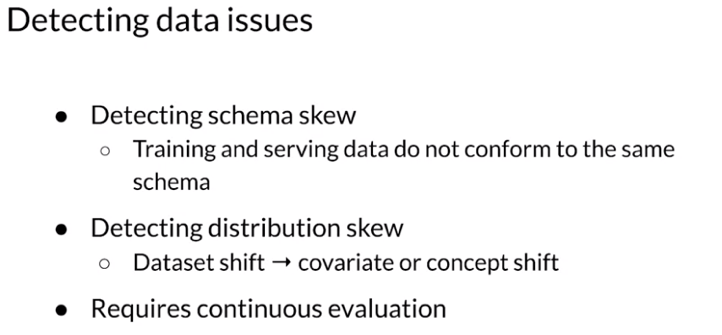 Detecting data issues
● Detecting schema skew
○ Training and serving data do not conform to the same
schema
● Detecting distribution skew
○ Dataset shift → covariate or concept shift
● Requires continuous evaluation